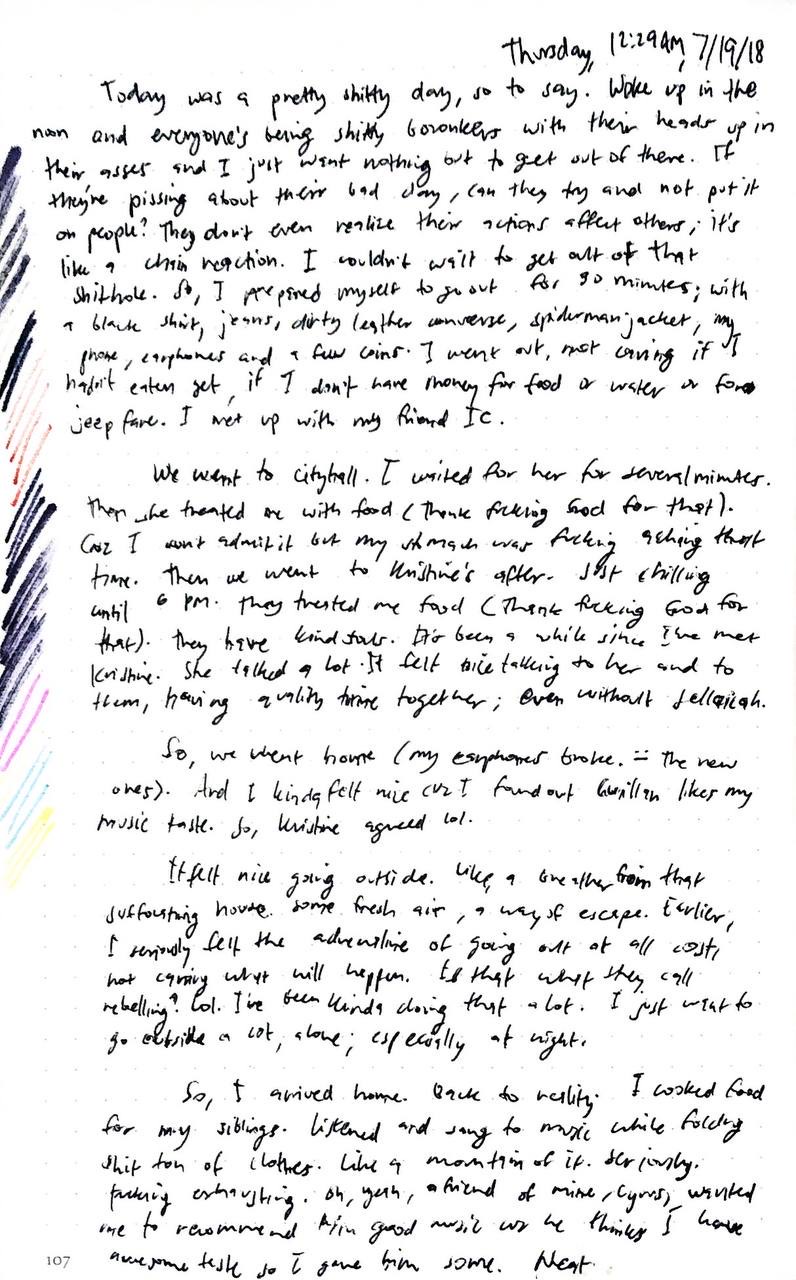 Thursday, 12:29AM, 7/19/18
Today was a pretty shitty day, so to say. Woke up in the
noon and everyone's being shitty bozonkers with their heads up in
their asses and I just want nothing but to get out of there. If
they're pissing about their bad day, can they try and not put it
on people? They don't even realize their actions affect others; it's
like a chain reaction. I couldn't wait to get out of that
shithole. So, I prepared myself to go out for 30 minutes; with
a black shirt, jeans, dirty leather converse, spiderman jacket, my
phone, earphones and a few coins. I went out, not caring if I
hadn't eaten yet, if I don't have money for food or water or for
jeep fare. I met up with my friend IC.
We went to cityhall. I waited for her for several minutes.
Then she treated me with food (Thank fcking God for that).
Coz I won't admit it but my stomach was fucking aching that
time. Then we went to Kristine's after. Just chilling
until 6 PM. They treated me food (Thank fcking God for
that). They have kind souls. It's been a while since I've met
Kristine. She talked a lot. It felt nice talking to her and to
them, having quality time together; even without
So, we went home (my earphones broke. The new
ones). And I kinda felt nice cuz I found out likes my
music taste. So, Kristine agreed lol.
It felt nice going outside. Like, a breather from that
suffocating house. Some fresh air, a way of escape. Earlier,
I seriously felt the adrenaline of going out at all costs,
not caring what will happen. Is that what they call
rebelling? Lol. I've been kinda doing that a lot. I just want to
go outside a lot, alone; especially at night.
So, I arrived home. Back to reality. I cooked food
for my siblings. Listened and sang to music while folding
shit ton of clothes. Like a mountain of it. Seriously.
fucking exhausting. Oh, yeah, a friend of mine, Cyrus, wanted
me to recommend him good music coz he thinks I have
awesome taste so I gave him some. Neat.
107